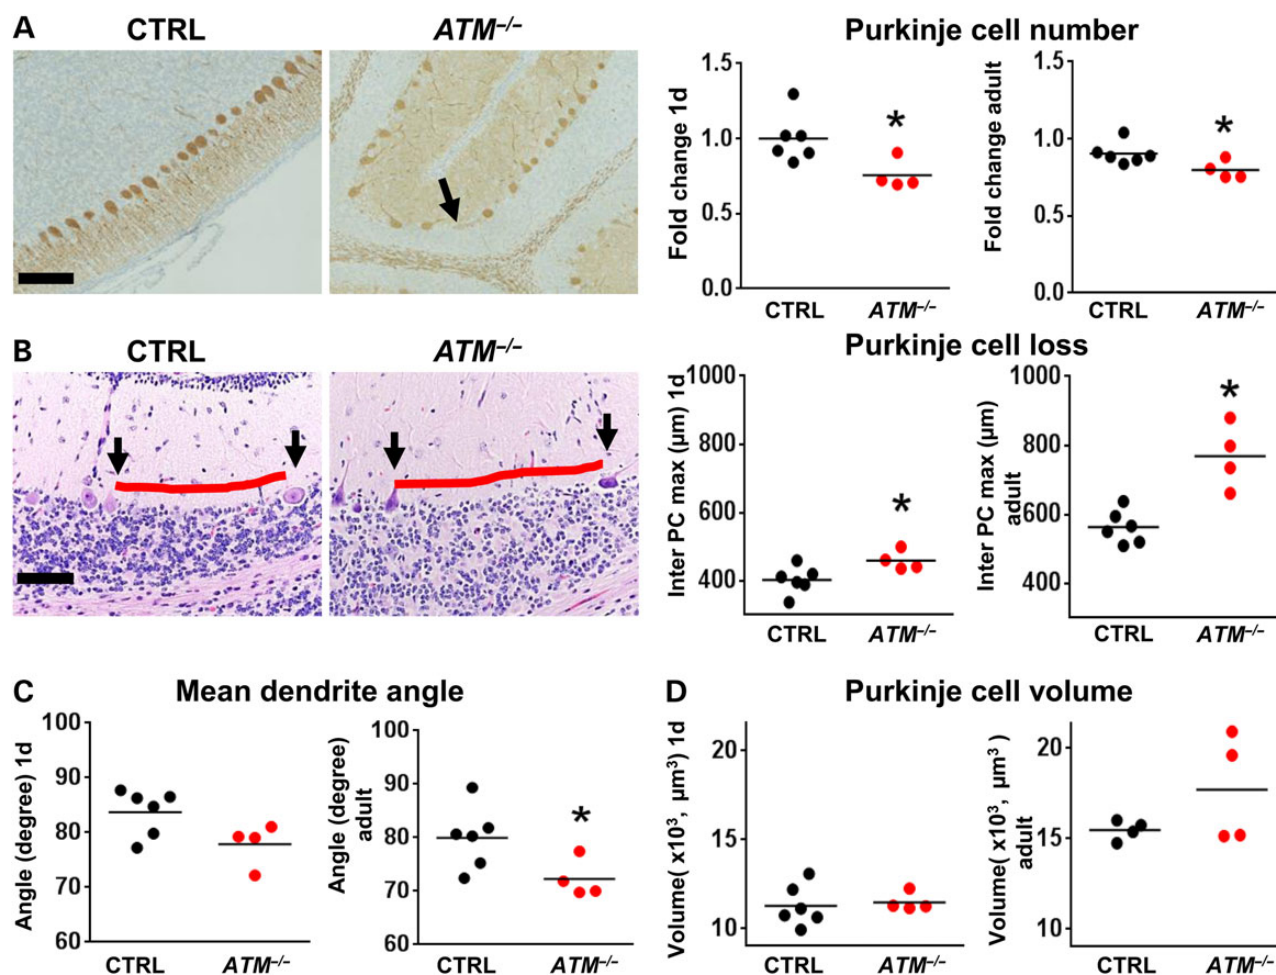 A CTRL ATM–/– Purkinje cell number
Fold change 1d
1.5
1.0
0.5
0.0
CTRL ATM–/–
*
Fold change adult
1.5
1.0
0.5
0.0
CTRL ATM–/–
*
B CTRL ATM–/– Purkinje cell loss
Inter PC max (µm) 1d
1000
800
600
400
CTRL ATM–/–
*
Inter PC max (µm)
adult
1000
800
600
400
CTRL ATM–/–
*
C Mean dendrite angle
Angle (degree) 1d
100
90
80
70
60
CTRL ATM–/–
Angle (degree)
adult
100
90
80
70
60
CTRL ATM–/–
*
D Purkinje cell volume
Volume( x10³, µm³) 1d
20
15
10
CTRL ATM–/–
Volume( x10³, µm³ )
adult
20
15
10
CTRL ATM–/–